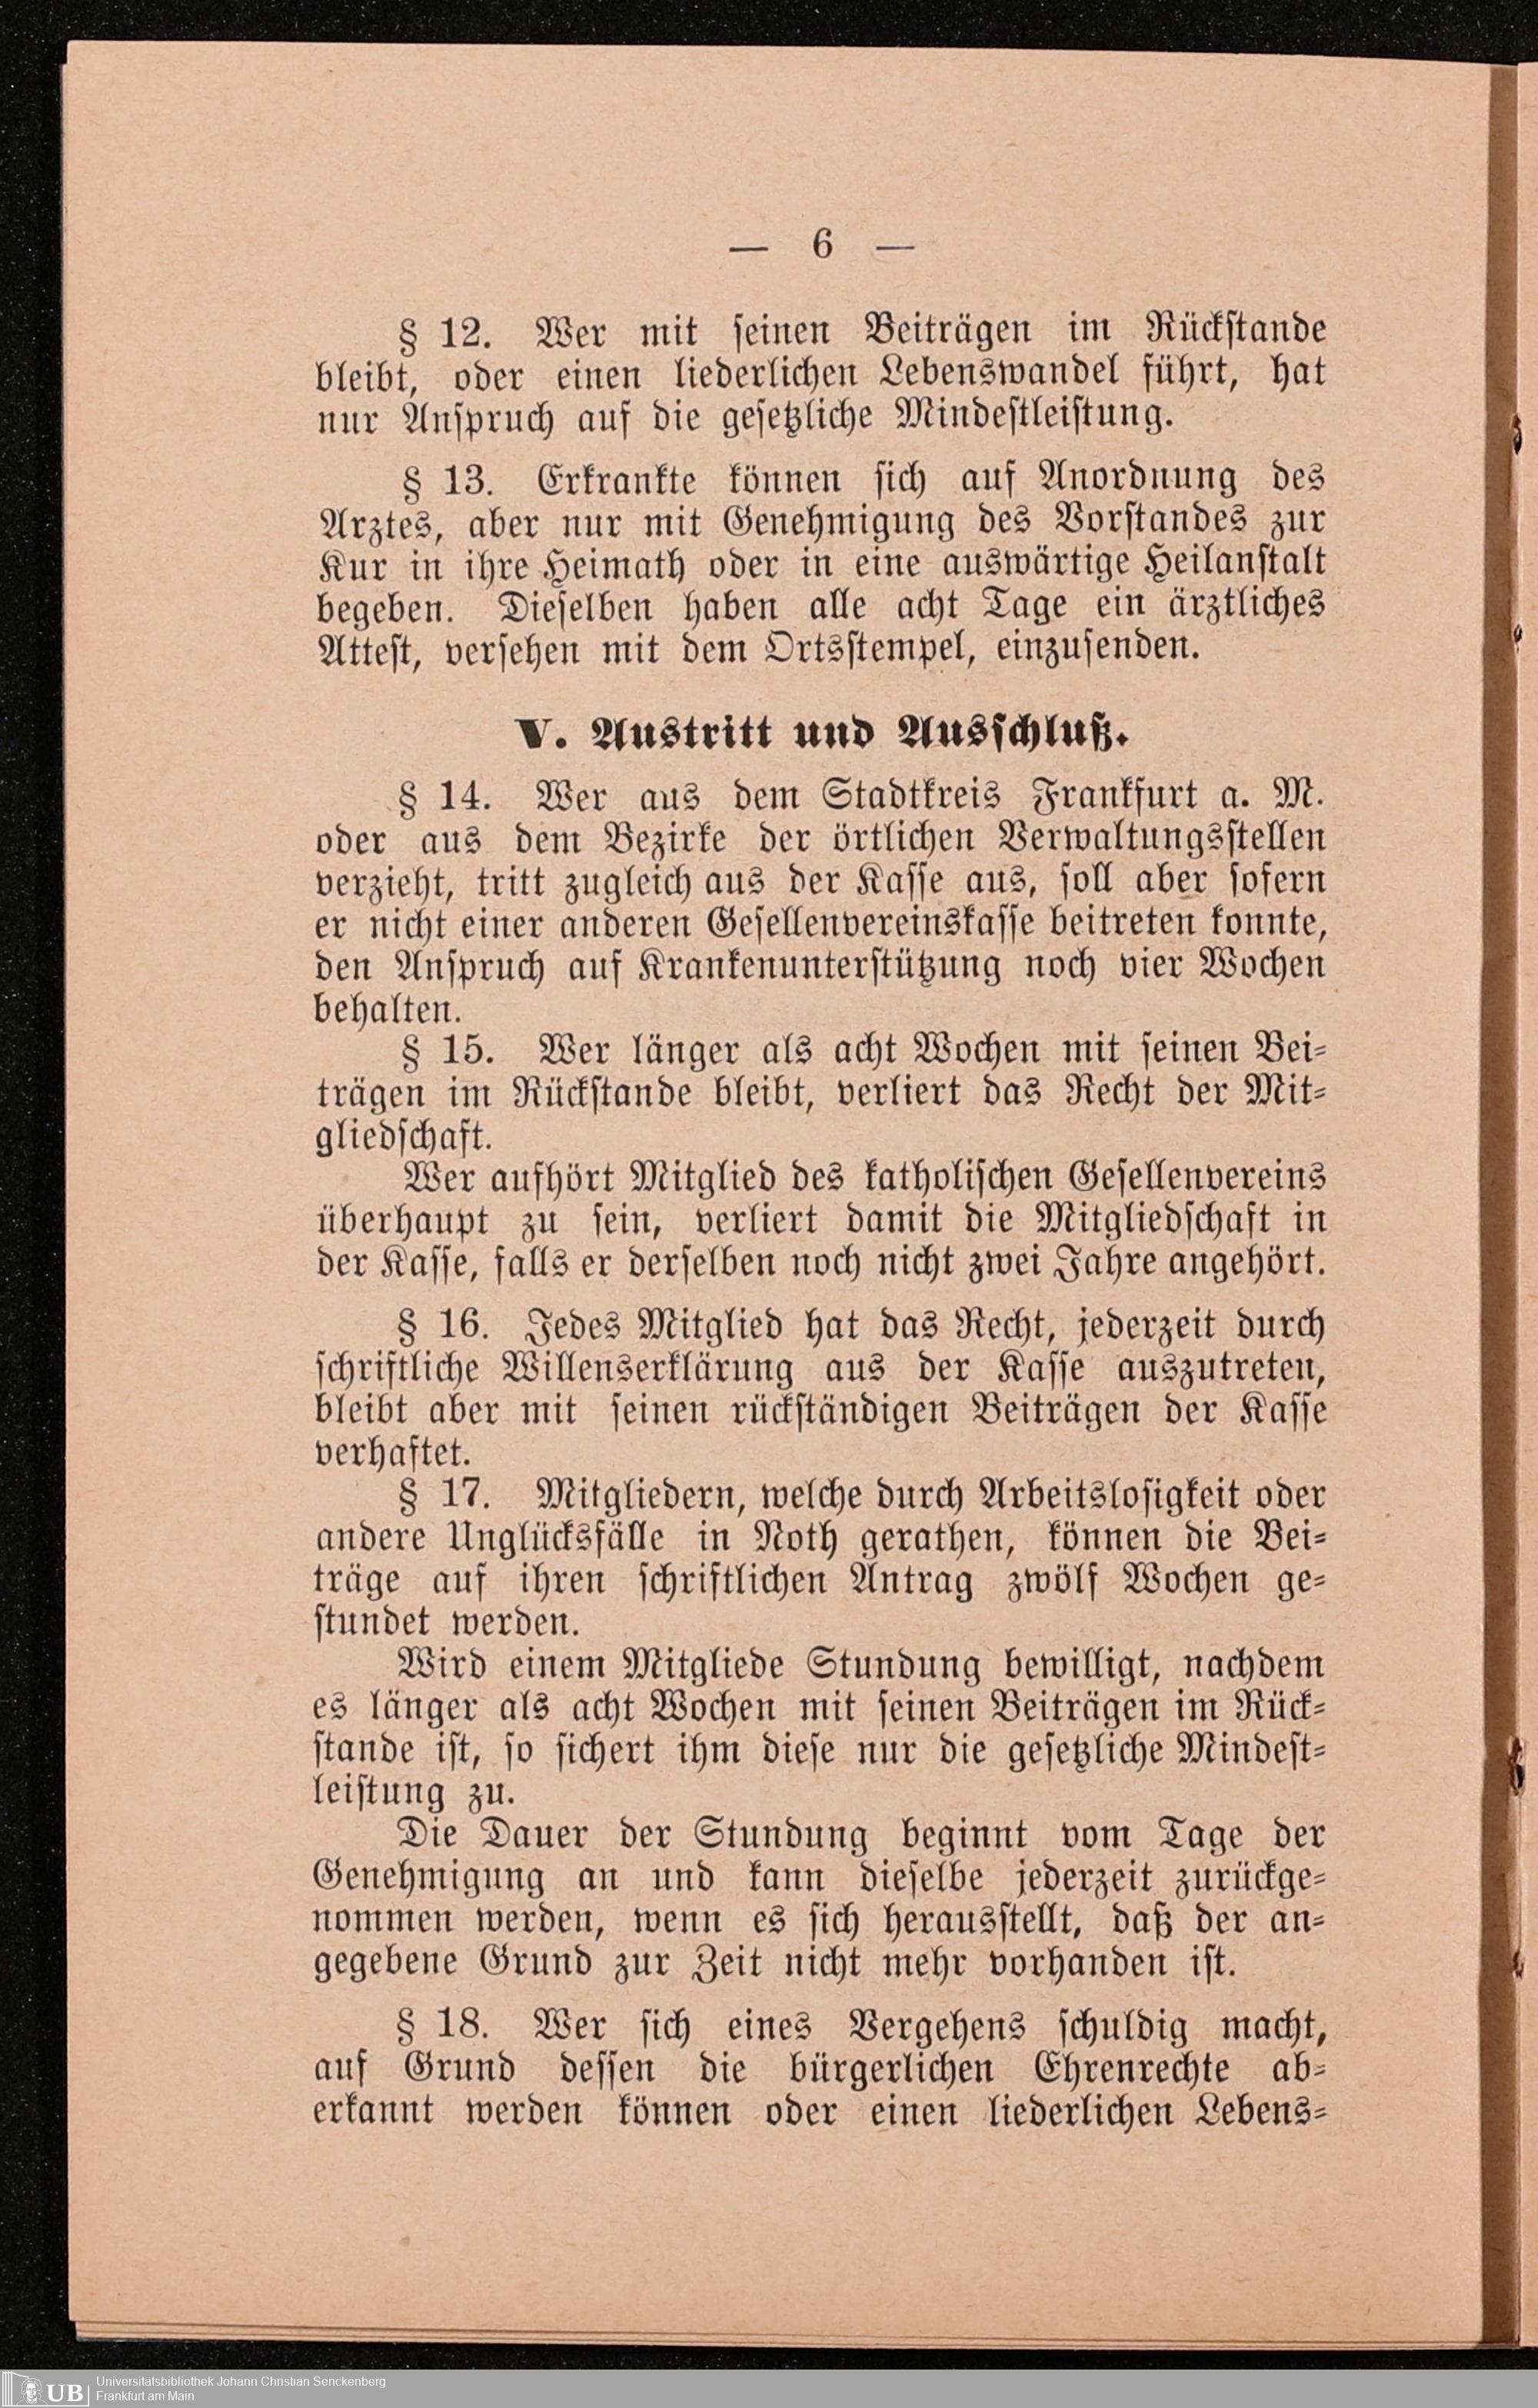 — 6 —
§ 12. Wer mit seinen Beiträgen im Rückstande
bleibt, oder einen liederlichen Lebenswandel führt, hat
nur Anspruch auf die gesetzliche Mindestleistung.
§ 13. Erkrankte können sich auf Anordnung des
Arztes, aber nur mit Genehmigung des Vorstandes zur
Kur in ihre Heimath oder in eine auswärtige Heilanstalt
begeben. Dieselben haben alle acht Tage ein ärztliches
Attest, versehen mit dem Ortsstempel, einzusenden.
V. Austritt und Ausschluß.
§ 14. Wer aus dem Stadtkreis Frankfurt a. M.
oder aus dem Bezirke der örtlichen Verwaltungsstellen
verzieht, tritt zugleich aus der Kasse aus, soll aber sofern
er nicht einer anderen Gesellenvereinskasse beitreten konnte,
den Anspruch auf Krankenunterstützung noch vier Wochen
behalten.
§ 15. Wer länger als acht Wochen mit seinen Bei-
trägen im Rückstande bleibt, verliert das Recht der Mit-
gliedschaft.
Wer aufhört Mitglied des katholischen Gesellenvereins
überhaupt zu sein, verliert damit die Mitgliedschaft in
der Kasse, falls er derselben noch nicht zwei Jahre angehört.
§ 16. Jedes Mitglied hat das Recht, jederzeit durch
schriftliche Willenserklärung aus der Kasse auszutreten,
bleibt aber mit seinen rückständigen Beiträgen der Kasse
verhaftet.
§ 17. Mitgliedern, welche durch Arbeitslosigkeit oder
andere Unglücksfälle in Noth gerathen, können die Bei-
träge auf ihren schriftlichen Antrag zwölf Wochen ge-
stundet werden.
Wird einem Mitgliede Stundung bewilligt, nachdem
es länger als acht Wochen mit seinen Beiträgen im Rück-
stande ist, so sichert ihm diese nur die gesetzliche Mindest-
leistung zu.
Die Dauer der Stundung beginnt vom Tage der
Genehmigung an und kann dieselbe jederzeit zurückge-
nommen werden, wenn es sich herausstellt, daß der an-
gegebene Grund zur Zeit nicht mehr vorhanden ist.
§ 18. Wer sich eines Vergehens schuldig macht,
auf Grund dessen die bürgerlichen Ehrenrechte ab-
erkannt werden können oder einen liederlichen Lebens-
UB
Universitätsbibliothek Johann Christian Senckenberg
Frankfurt am Main